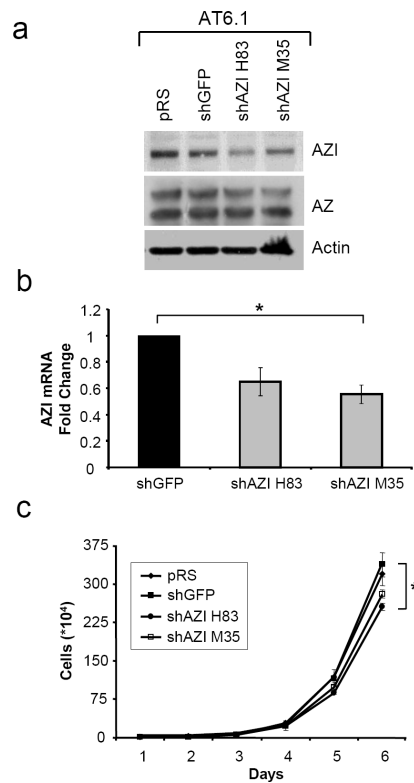 a
AT6.1
pRS
shGFP
shAZI H83
shAZI M35
AZI
AZ
Actin
b
AZI mRNA
Fold Change
1.2
1
0.8
0.6
0.4
0.2
0
*
shGFP
shAZI H83
shAZI M35
c
Cells (*10⁴)
375
300
225
150
75
0
pRS
shGFP
shAZI H83
shAZI M35
*
1 2 3 4 5 6
Days